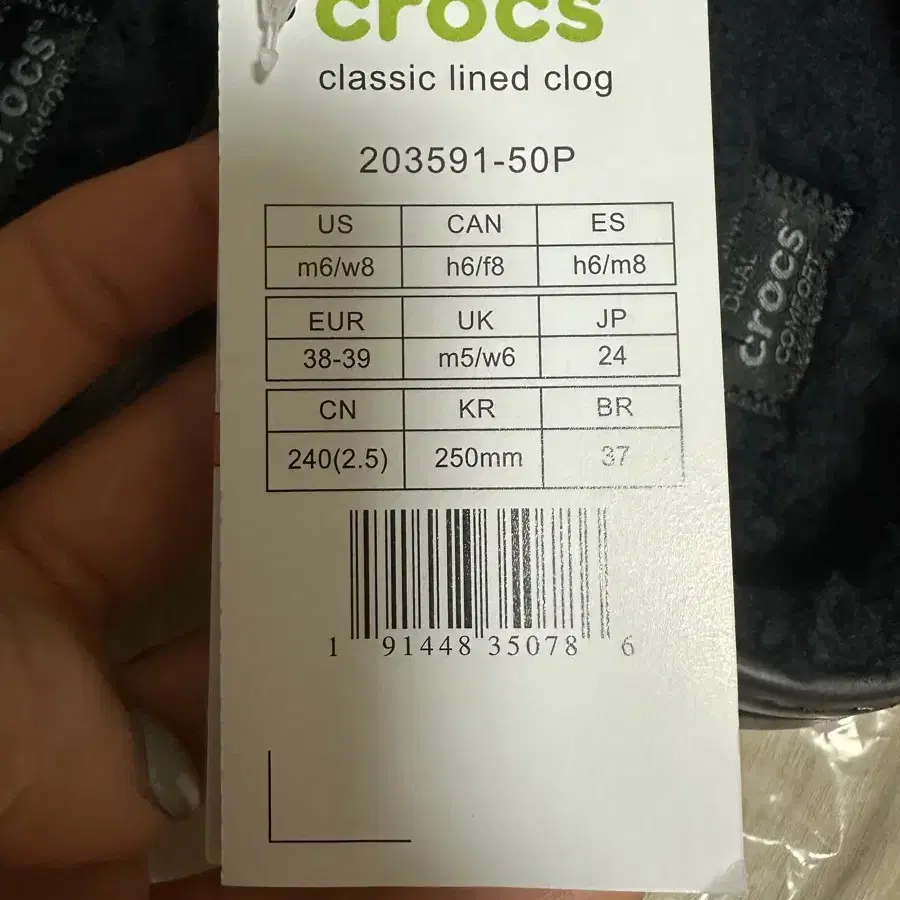 crocs
classic lined clog
203591-50P
US CAN ES
m6/w8 h6/f8 h6/m8
EUR UK JP
38-39 m5/w6 24
CN KR BR
240(2.5) 250mm 37
1 91448 35078 6
DUAL
crocs
COMFORT
rocs
COMFORT